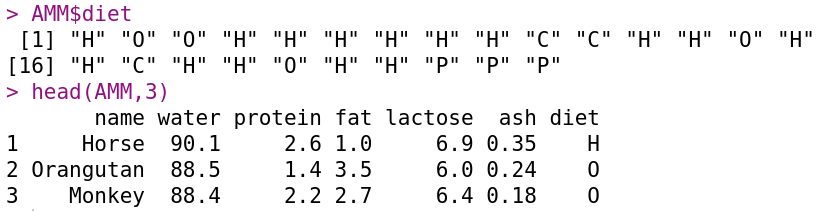 > AMM$diet
 [1] "H" "O" "O" "H" "H" "H" "H" "H" "H" "C" "C" "H" "H" "O" "H"
[16] "H" "C" "H" "H" "O" "H" "H" "P" "P" "P"
> head(AMM,3)
       name water protein fat lactose  ash diet
1     Horse  90.1     2.6 1.0     6.9 0.35    H
2 Orangutan  88.5     1.4 3.5     6.0 0.24    O
3    Monkey  88.4     2.2 2.7     6.4 0.18    O